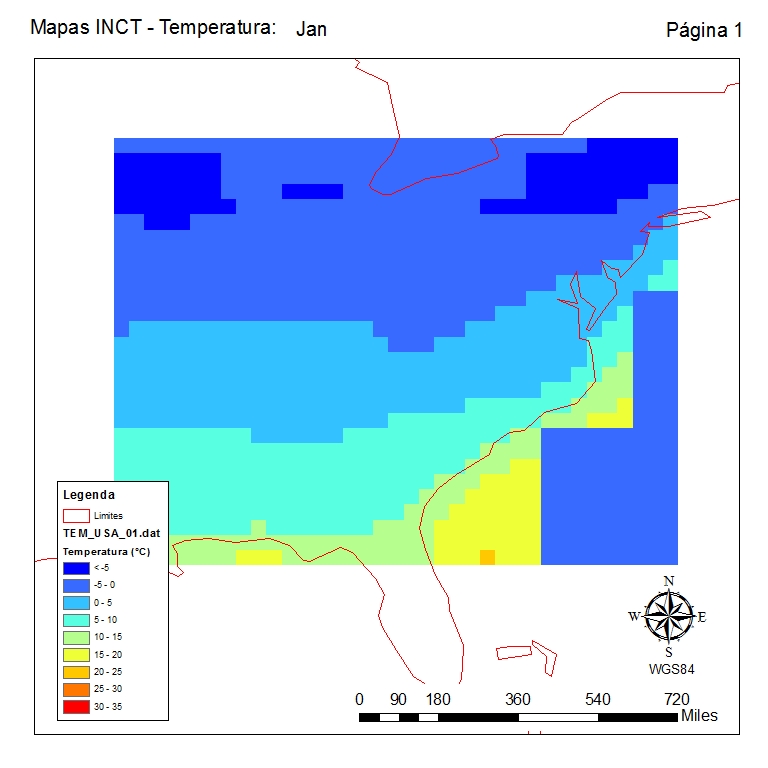 Mapas INCT - Temperatura: Jan
Página 1
Legenda
Limites
TEM_USA_01.dat
Temperatura (°C)
< -5
-5 - 0
0 - 5
5 - 10
10 - 15
15 - 20
20 - 25
25 - 30
30 - 35
N
W E
S
WGS84
0 90 180 360 540 720
Miles